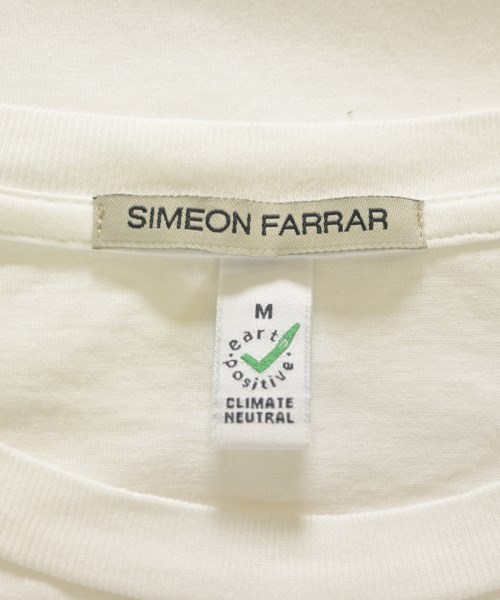 SIMEON FARRAR
M
earth
positive
CLIMATE
NEUTRAL